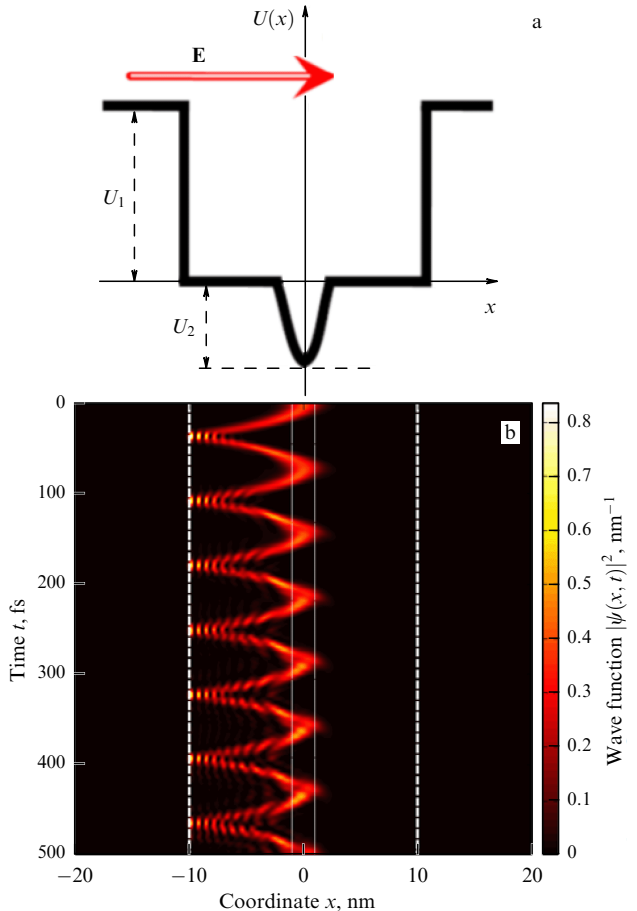 U(x)
a
E
U₁
x
U₂
b
0
100
200
300
400
500
Time t, fs
−20
−10
0
10
20
Coordinate x, nm
0.8
0.7
0.6
0.5
0.4
0.3
0.2
0.1
0
Wave function |ψ(x, t)|², nm⁻¹